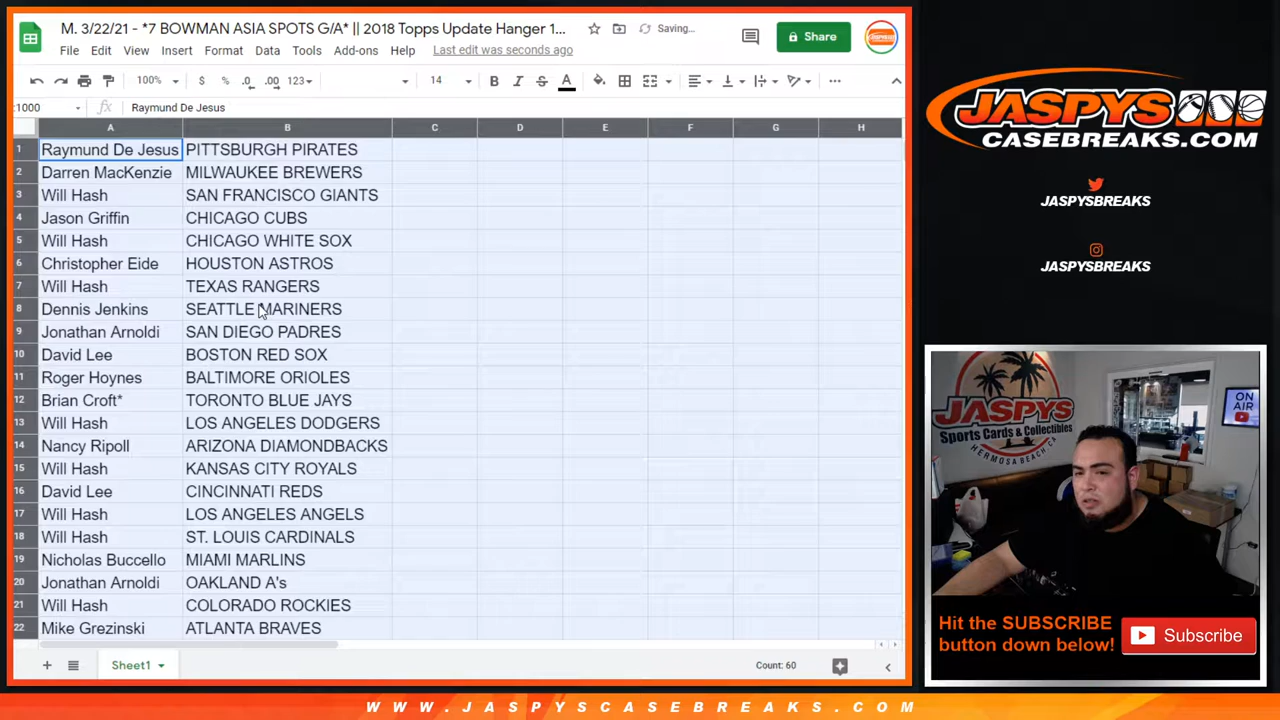 M. 3/22/21 - *7 BOWMAN ASIA SPOTS G/A* || 2018 Topps Update Hanger 1...
Saving...
Share
File Edit View Insert Format Data Tools Add-ons Help Last edit was seconds ago
100% $ % .0 .00 123 14 B I S A
:1000 fx Raymund De Jesus
A B C D E F G H
1 Raymund De Jesus PITTSBURGH PIRATES
2 Darren MacKenzie MILWAUKEE BREWERS
3 Will Hash SAN FRANCISCO GIANTS
4 Jason Griffin CHICAGO CUBS
5 Will Hash CHICAGO WHITE SOX
6 Christopher Eide HOUSTON ASTROS
7 Will Hash TEXAS RANGERS
8 Dennis Jenkins SEATTLE MARINERS
9 Jonathan Arnoldi SAN DIEGO PADRES
10 David Lee BOSTON RED SOX
11 Roger Hoynes BALTIMORE ORIOLES
12 Brian Croft* TORONTO BLUE JAYS
13 Will Hash LOS ANGELES DODGERS
14 Nancy Ripoll ARIZONA DIAMONDBACKS
15 Will Hash KANSAS CITY ROYALS
16 David Lee CINCINNATI REDS
17 Will Hash LOS ANGELES ANGELS
18 Will Hash ST. LOUIS CARDINALS
19 Nicholas Buccello MIAMI MARLINS
20 Jonathan Arnoldi OAKLAND A's
21 Will Hash COLORADO ROCKIES
22 Mike Grezinski ATLANTA BRAVES
Sheet1
Count: 60
JASPYS
CASEBREAKS.COM
JASPYSBREAKS
JASPYSBREAKS
JASPYS
Sports Cards & Collectibles
HERMOSA BEACH, CA
ON
AIR
Hit the SUBSCRIBE
button down below!
Subscribe
WWW.JASPYSCASEBREAKS.COM